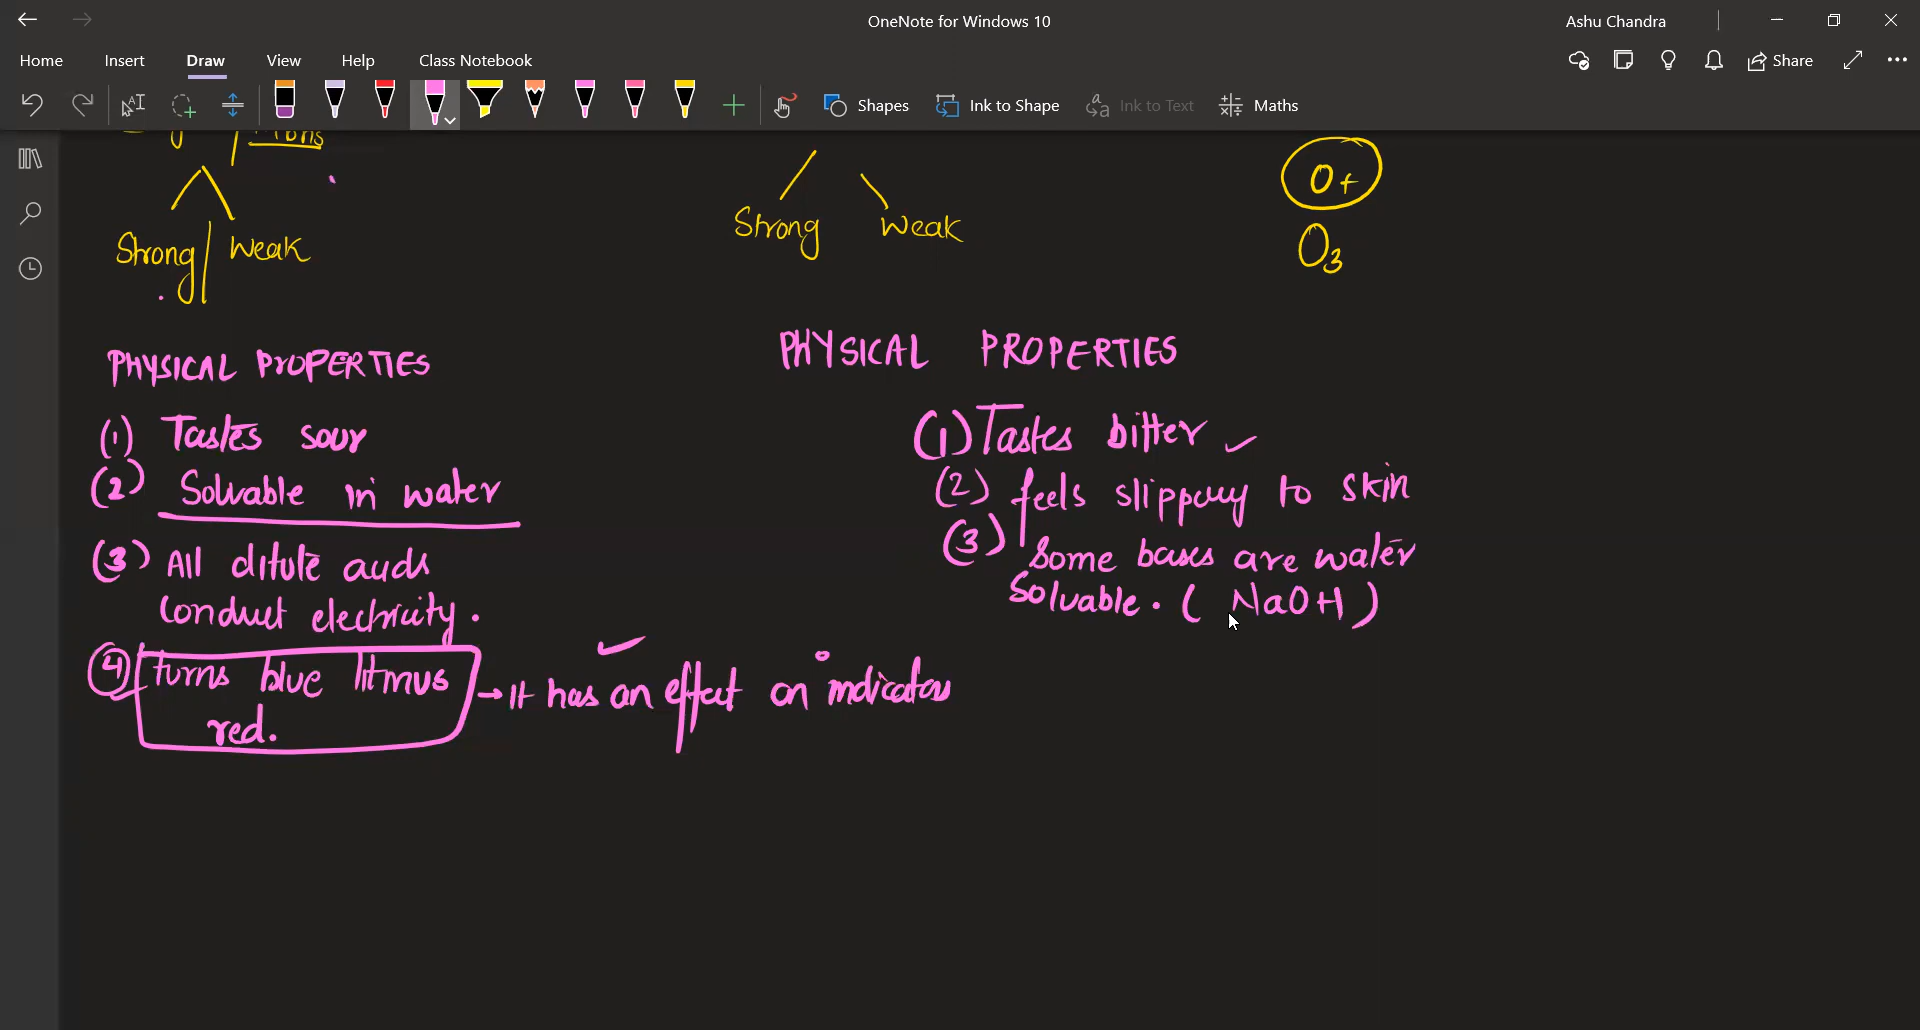 OneNote for Windows 10
Ashu Chandra
Home
Insert
Draw
View
Help
Class Notebook
Share
Shapes
Ink to Shape
Ink to Text
Maths
Strong
Weak
Strong
Weak
O+
O3
PHYSICAL PROPERTIES
(1) Tastes sour
(2) Solvable in water
(3) All ditute acids
conduct electricity.
(4) turns blue litmus
red.
→ It has an effect on indicators
PHYSICAL PROPERTIES
(1) Tastes bitter ✓
(2) feels slippery to skin
(3) Some bases are water
Solvable. ( NaOH )